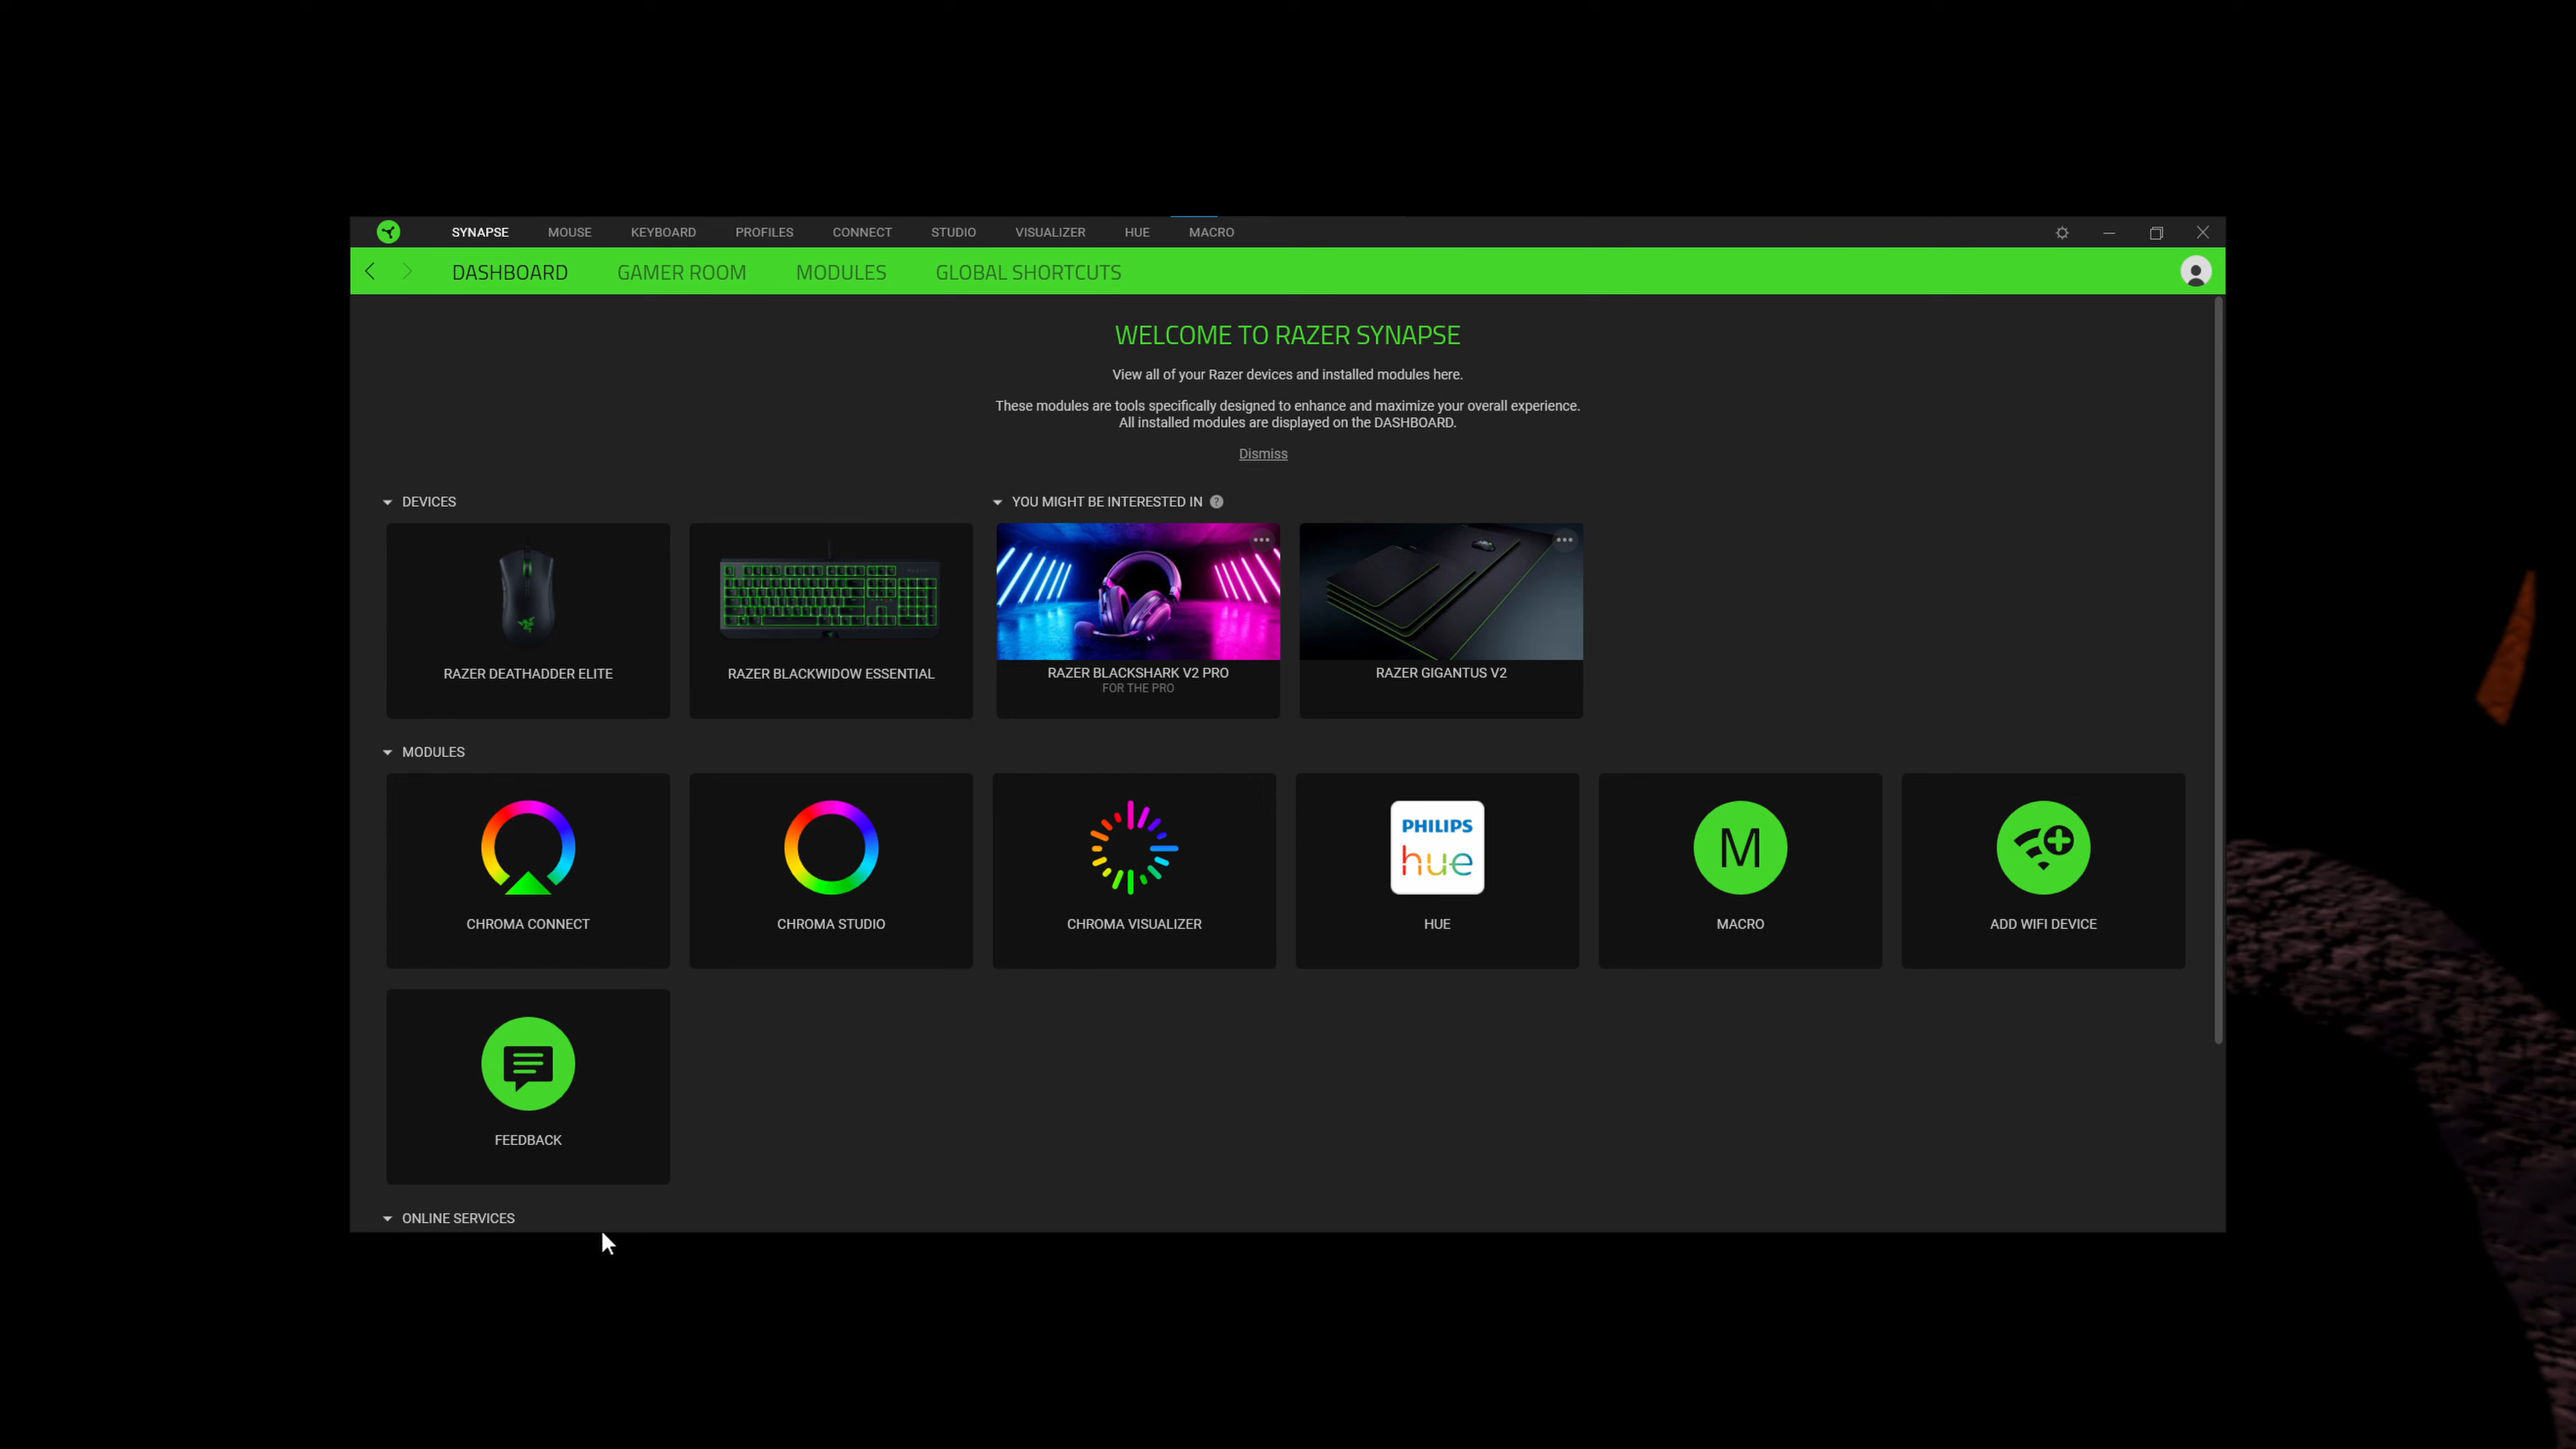 SYNAPSE MOUSE KEYBOARD PROFILES CONNECT STUDIO VISUALIZER HUE MACRO
DASHBOARD GAMER ROOM MODULES GLOBAL SHORTCUTS
WELCOME TO RAZER SYNAPSE
View all of your Razer devices and installed modules here.
These modules are tools specifically designed to enhance and maximize your overall experience.
All installed modules are displayed on the DASHBOARD.
Dismiss
DEVICES
YOU MIGHT BE INTERESTED IN ?
RAZER DEATHADDER ELITE
RAZER BLACKWIDOW ESSENTIAL
RAZER BLACKSHARK V2 PRO
FOR THE PRO
RAZER GIGANTUS V2
MODULES
CHROMA CONNECT
CHROMA STUDIO
CHROMA VISUALIZER
PHILIPS
hue
HUE
M
MACRO
ADD WIFI DEVICE
FEEDBACK
ONLINE SERVICES